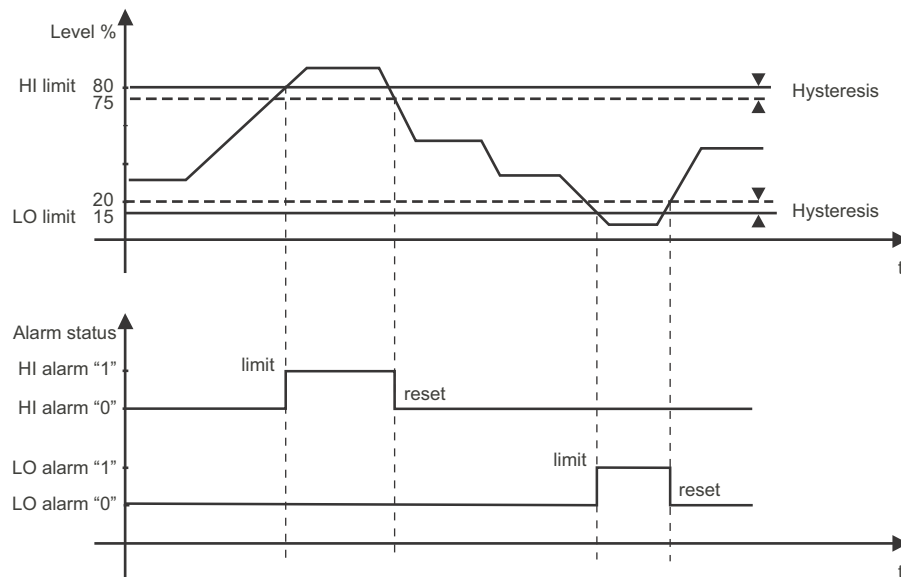 Level %
HI limit 80
75
Hysteresis
20
LO limit 15
Hysteresis
t
Alarm status
HI alarm “1”
limit
HI alarm “0”
reset
LO alarm “1”
limit
LO alarm “0”
reset
t